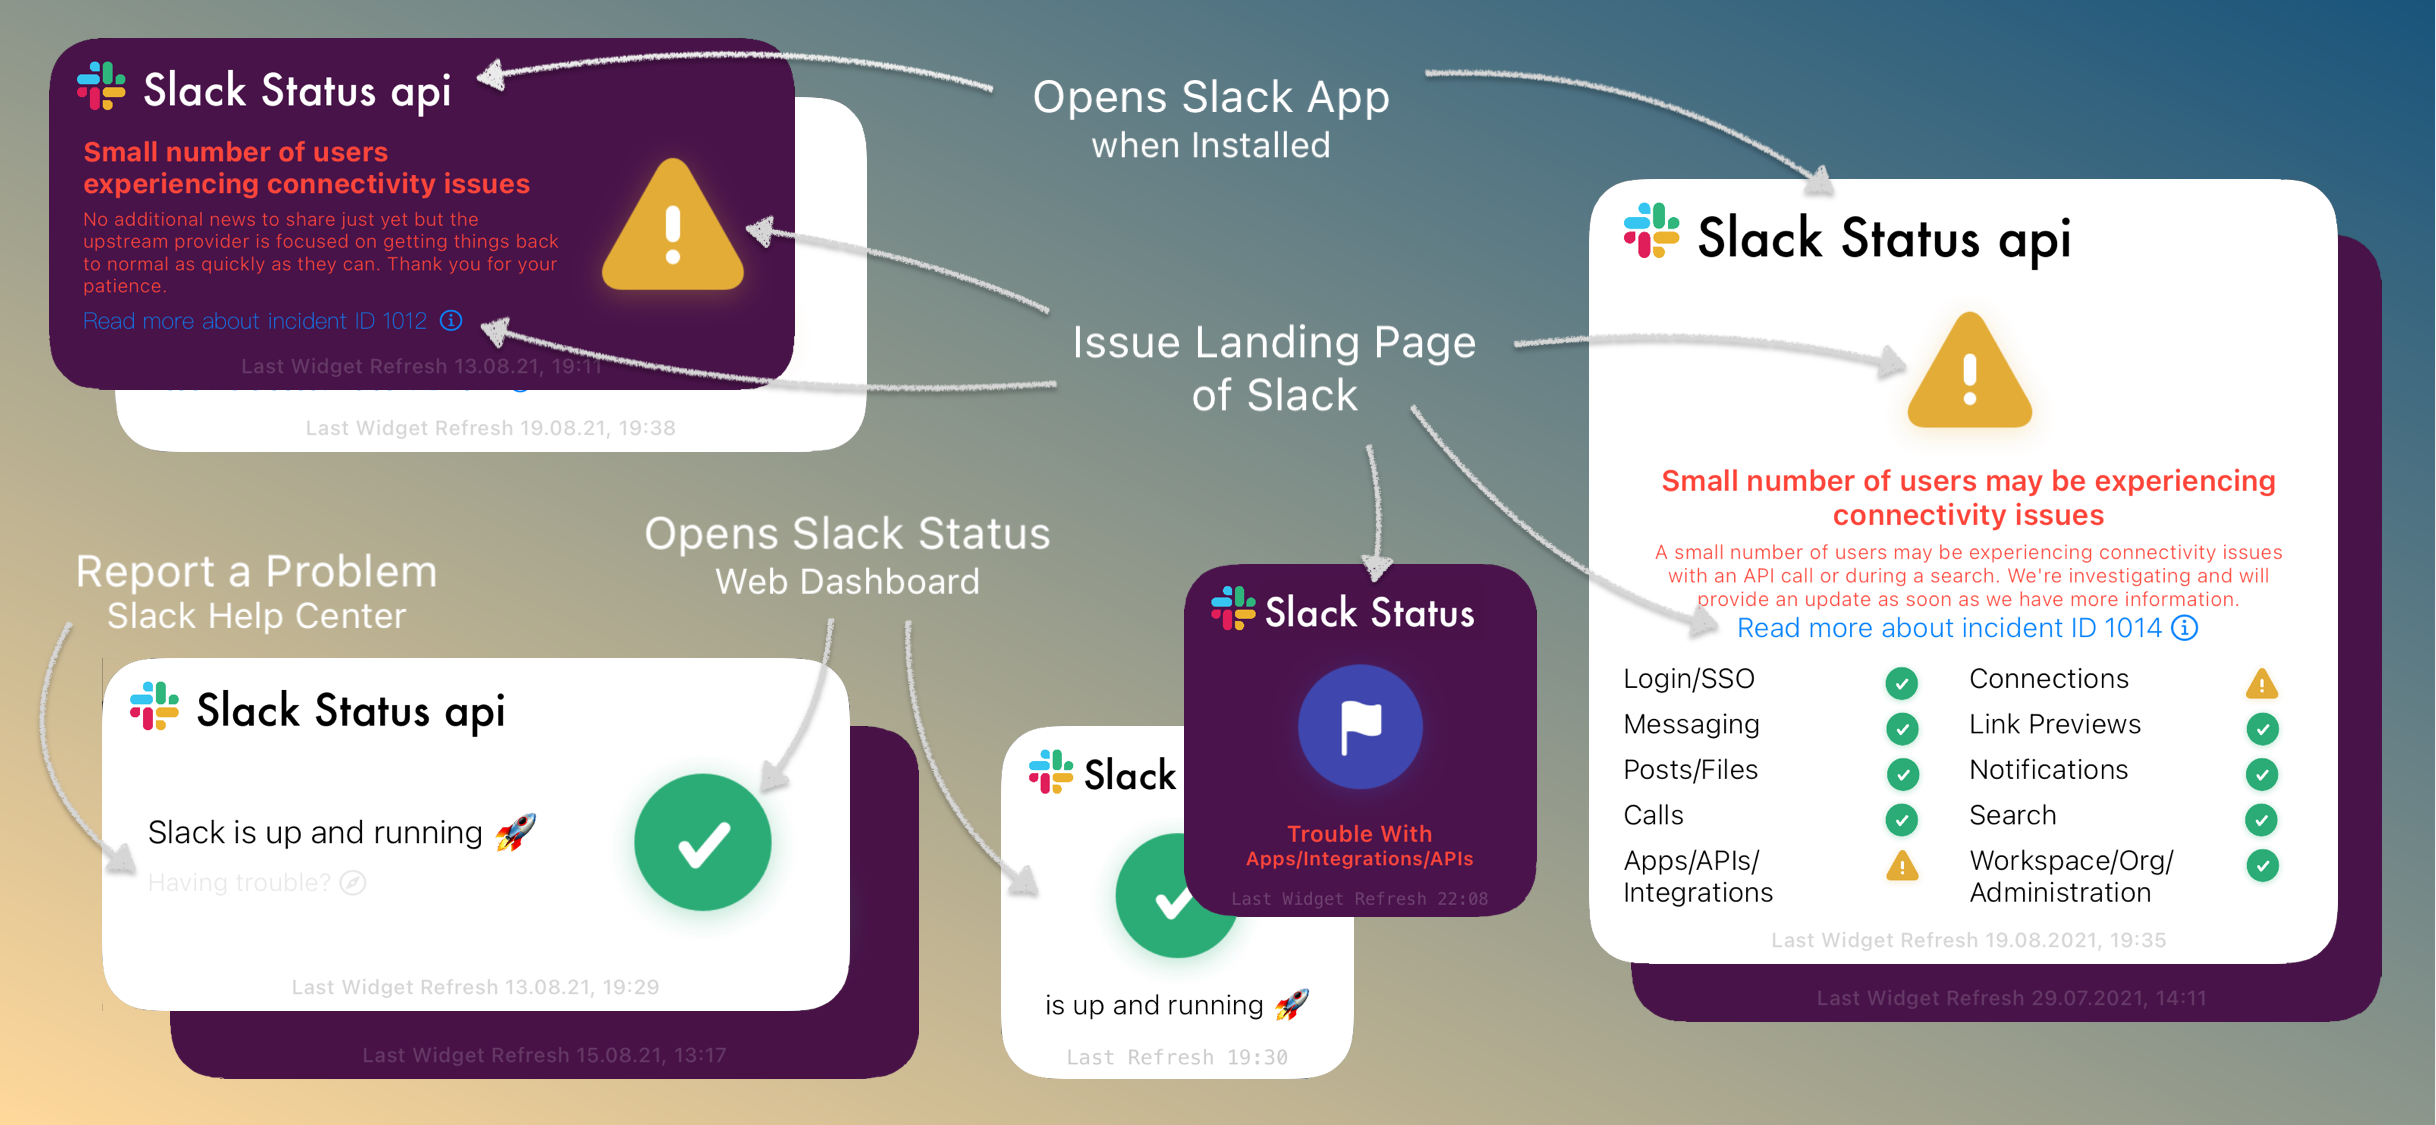 Slack Status api
Small number of users
experiencing connectivity issues
No additional news to share just yet but the
upstream provider is focused on getting things back
to normal as quickly as they can. Thank you for your
patience.
Read more about incident ID 1012
Last Widget Refresh 13.08.21, 19:11
Last Widget Refresh 19.08.21, 19:38
Opens Slack App
when Installed
Issue Landing Page
of Slack
Report a Problem
Slack Help Center
Opens Slack Status
Web Dashboard
Slack Status api
Slack is up and running 🚀
Having trouble?
Last Widget Refresh 13.08.21, 19:29
Last Widget Refresh 15.08.21, 13:17
Slack
is up and running 🚀
Last Refresh 19:30
Slack Status
Trouble With
Apps/Integrations/APIs
Last Widget Refresh 22:08
Slack Status api
Small number of users may be experiencing
connectivity issues
A small number of users may be experiencing connectivity issues
with an API call or during a search. We're investigating and will
provide an update as soon as we have more information.
Read more about incident ID 1014
Login/SSO
Connections
Messaging
Link Previews
Posts/Files
Notifications
Calls
Search
Apps/APIs/
Integrations
Workspace/Org/
Administration
Last Widget Refresh 19.08.2021, 19:35
Last Widget Refresh 29.07.2021, 14:11